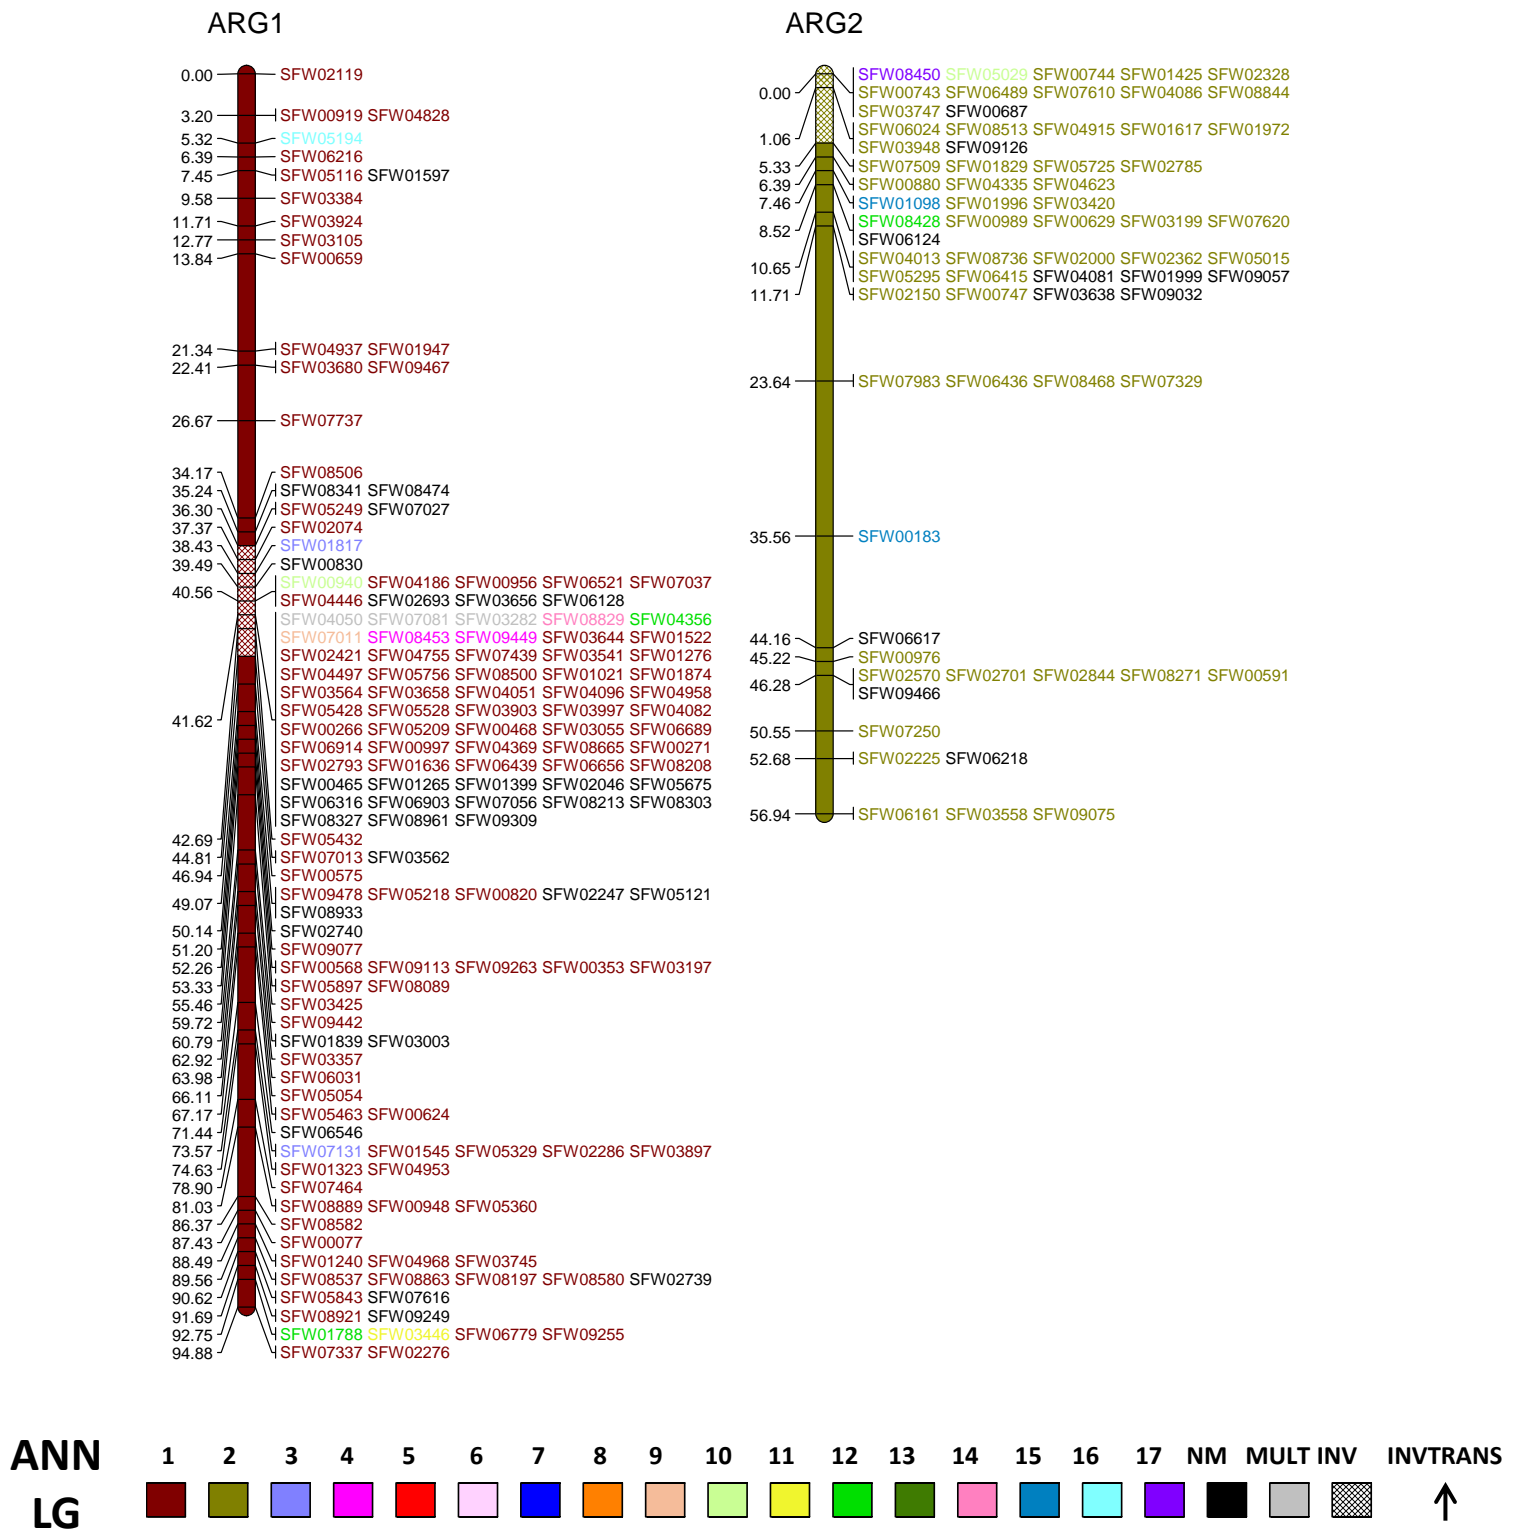 ARG1
0.00 SFW02119
3.20 SFW00919 SFW04828
5.32 SFW05194
6.39 SFW06216
7.45 SFW05116 SFW01597
9.58 SFW03384
11.71 SFW03924
12.77 SFW03105
13.84 SFW00659
21.34 SFW04937 SFW01947
22.41 SFW03680 SFW09467
26.67 SFW07737
34.17 SFW08506
35.24 SFW08341 SFW08474
36.30 SFW05249 SFW07027
37.37 SFW02074
38.43 SFW01817
39.49 SFW00830
40.56 SFW00940 SFW04186 SFW00956 SFW06521 SFW07037
SFW04446 SFW02693 SFW03656 SFW06128
41.62 SFW04050 SFW07081 SFW03282 SFW08829 SFW04356
SFW07011 SFW08453 SFW09449 SFW03644 SFW01522
SFW02421 SFW04755 SFW07439 SFW03541 SFW01276
SFW04497 SFW05756 SFW08500 SFW01021 SFW01874
SFW03564 SFW03658 SFW04051 SFW04096 SFW04958
SFW05428 SFW05528 SFW03903 SFW03997 SFW04082
SFW00266 SFW05209 SFW00468 SFW03055 SFW06689
SFW06914 SFW00997 SFW04369 SFW08665 SFW00271
SFW02793 SFW01636 SFW06439 SFW06656 SFW08208
SFW00465 SFW01265 SFW01399 SFW02046 SFW05675
SFW06316 SFW06903 SFW07056 SFW08213 SFW08303
SFW08327 SFW08961 SFW09309
42.69 SFW05432
44.81 SFW07013 SFW03562
46.94 SFW00575
49.07 SFW09478 SFW05218 SFW00820 SFW02247 SFW05121
SFW08933
50.14 SFW02740
51.20 SFW09077
52.26 SFW00568 SFW09113 SFW09263 SFW00353 SFW03197
53.33 SFW05897 SFW08089
55.46 SFW03425
59.72 SFW09442
60.79 SFW01839 SFW03003
62.92 SFW03357
63.98 SFW06031
66.11 SFW05054
67.17 SFW05463 SFW00624
71.44 SFW06546
73.57 SFW07131 SFW01545 SFW05329 SFW02286 SFW03897
74.63 SFW01323 SFW04953
78.90 SFW07464
81.03 SFW08889 SFW00948 SFW05360
86.37 SFW08582
87.43 SFW00077
88.49 SFW01240 SFW04968 SFW03745
89.56 SFW08537 SFW08863 SFW08197 SFW08580 SFW02739
90.62 SFW05843 SFW07616
91.69 SFW08921 SFW09249
92.75 SFW01788 SFW03446 SFW06779 SFW09255
94.88 SFW07337 SFW02276
ARG2
0.00 SFW08450 SFW05029 SFW00744 SFW01425 SFW02328
SFW00743 SFW06489 SFW07610 SFW04086 SFW08844
SFW03747 SFW00687
1.06 SFW06024 SFW08513 SFW04915 SFW01617 SFW01972
SFW03948 SFW09126
5.33 SFW07509 SFW01829 SFW05725 SFW02785
6.39 SFW00880 SFW04335 SFW04623
7.46 SFW01098 SFW01996 SFW03420
8.52 SFW08428 SFW00989 SFW00629 SFW03199 SFW07620
SFW06124
10.65 SFW04013 SFW08736 SFW02000 SFW02362 SFW05015
SFW05295 SFW06415 SFW04081 SFW01999 SFW09057
11.71 SFW02150 SFW00747 SFW03638 SFW09032
23.64 SFW07983 SFW06436 SFW08468 SFW07329
35.56 SFW00183
44.16 SFW06617
45.22 SFW00976
46.28 SFW02570 SFW02701 SFW02844 SFW08271 SFW00591
SFW09466
50.55 SFW07250
52.68 SFW02225 SFW06218
56.94 SFW06161 SFW03558 SFW09075
ANN 1 2 3 4 5 6 7 8 9 10 11 12 13 14 15 16 17 NM MULT INV INVTRANS
LG